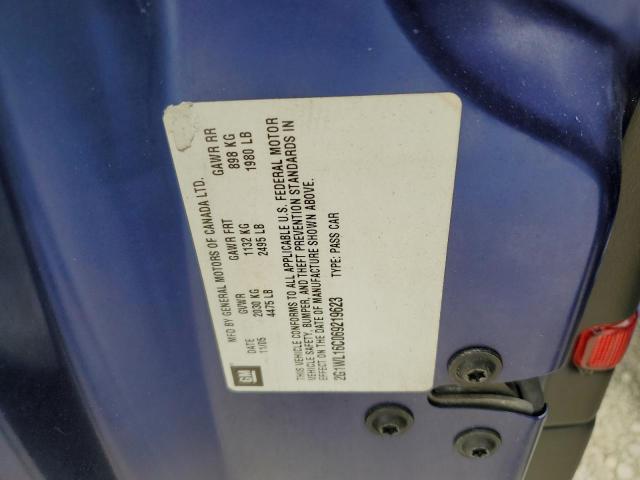 GM
MFD BY GENERAL MOTORS OF CANADA LTD.
DATE GVWR GAWR FRT GAWR RR
11/05 2030 KG 1132 KG 898 KG
4475 LB 2495 LB 1980 LB
THIS VEHICLE CONFORMS TO ALL APPLICABLE U.S. FEDERAL MOTOR
VEHICLE SAFETY, BUMPER, AND THEFT PREVENTION STANDARDS IN
EFFECT ON THE DATE OF MANUFACTURE SHOWN ABOVE.
2G1WL16C069219623 TYPE: PASS CAR